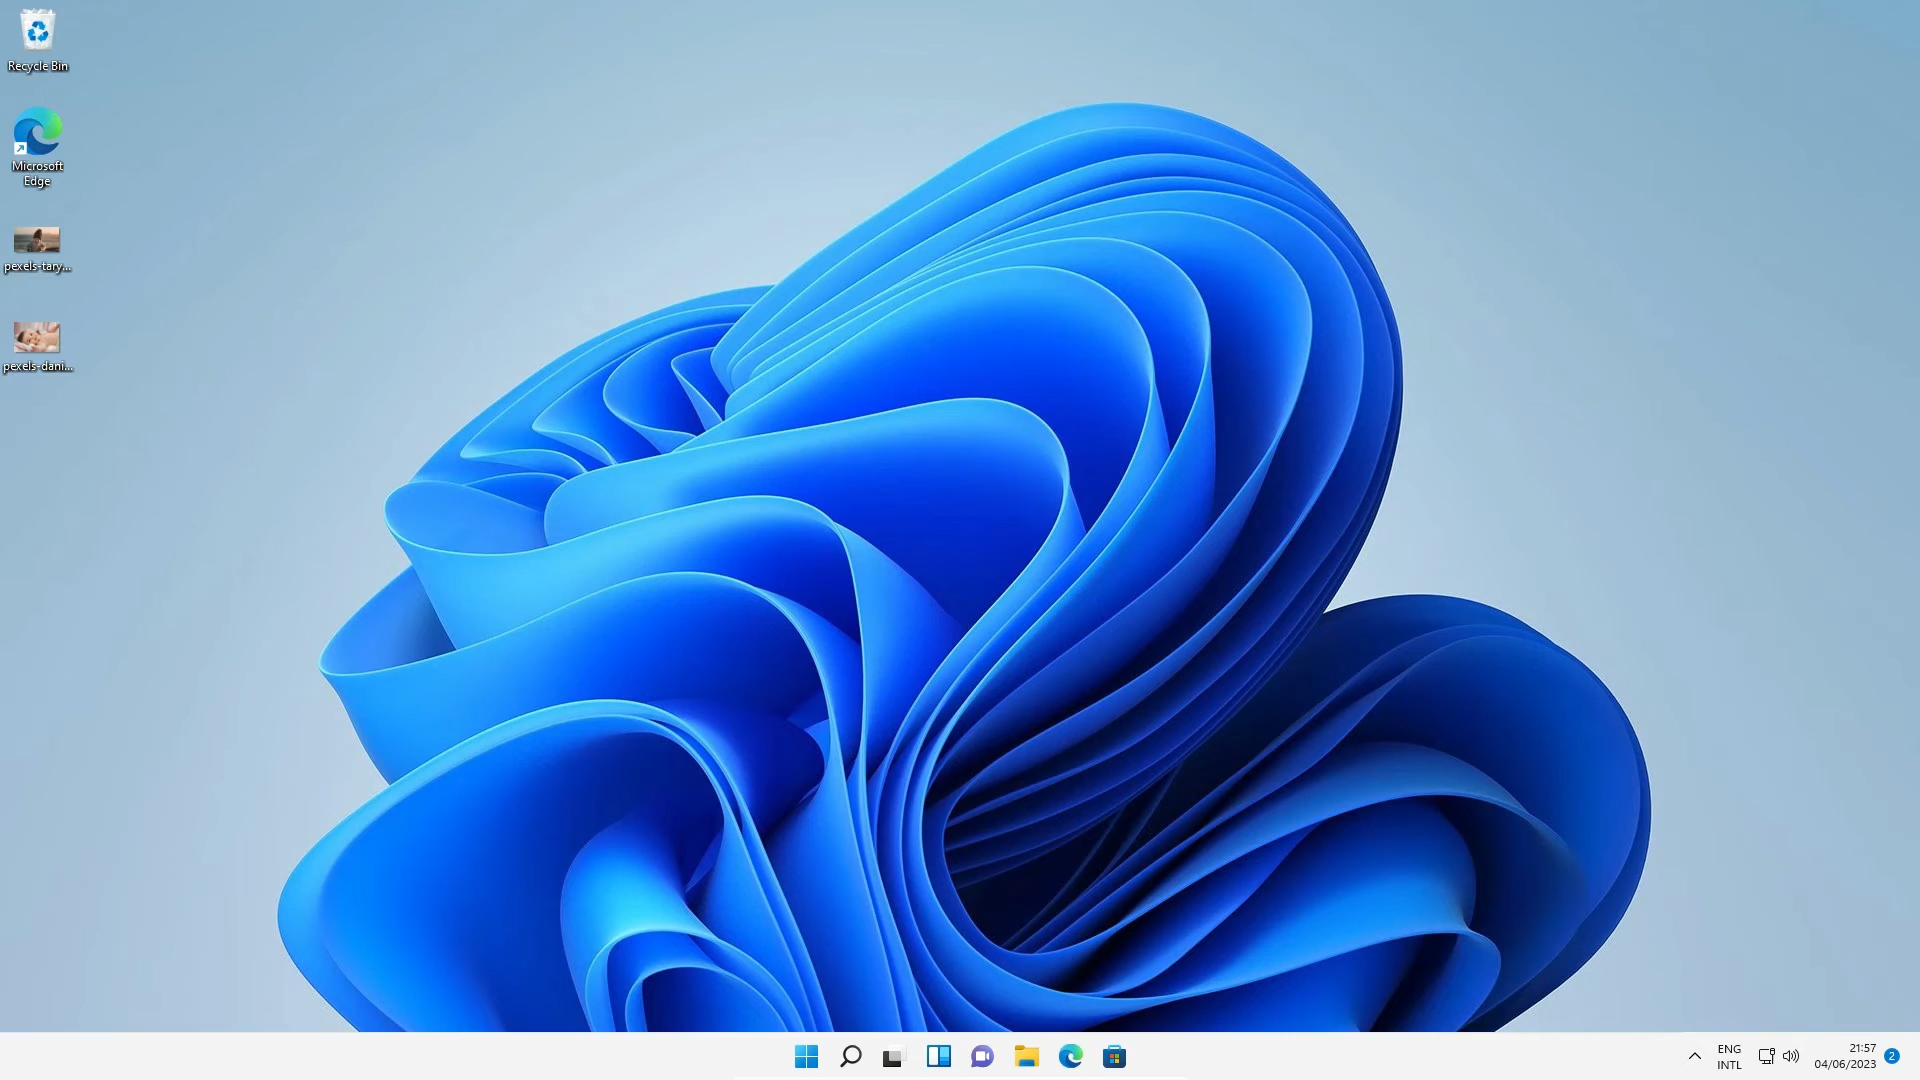 Recycle Bin
Microsoft
Edge
pexels-tary...
pexels-dani...
ENG
INTL
21:57
04/06/2023
2